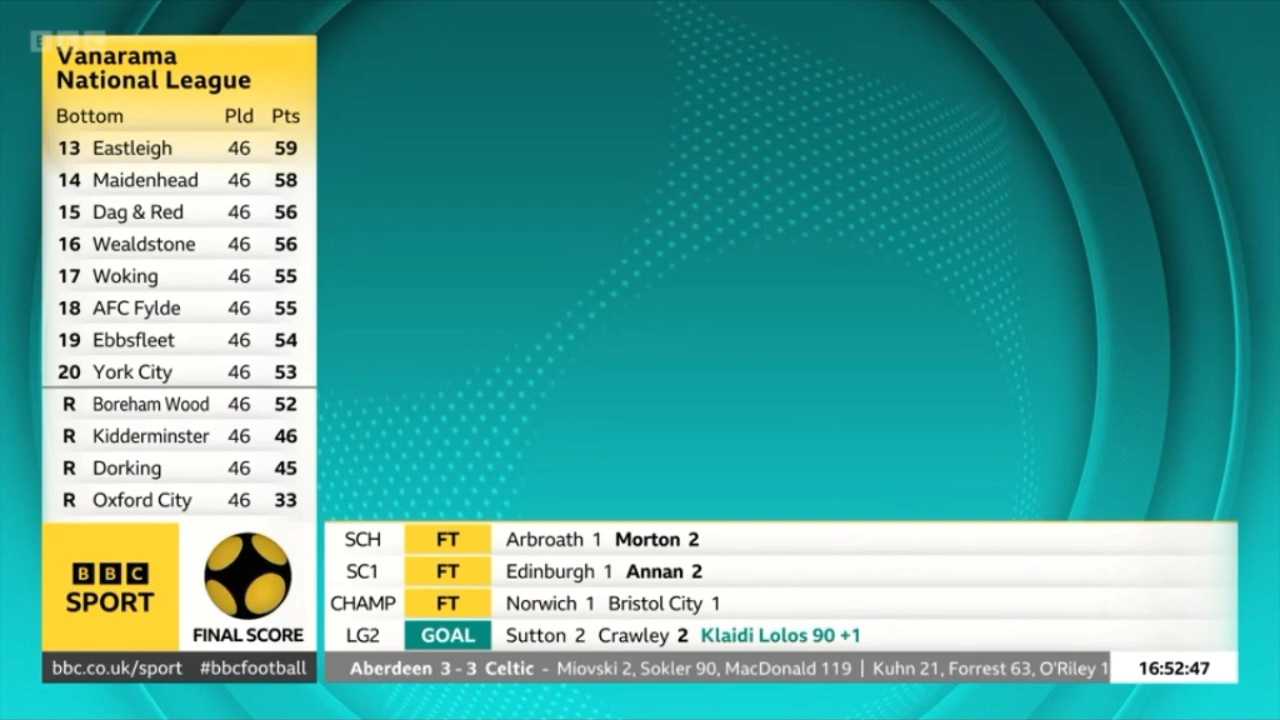 BBC
Vanarama
National League
Bottom Pld Pts
13 Eastleigh 46 59
14 Maidenhead 46 58
15 Dag & Red 46 56
16 Wealdstone 46 56
17 Woking 46 55
18 AFC Fylde 46 55
19 Ebbsfleet 46 54
20 York City 46 53
R Boreham Wood 46 52
R Kidderminster 46 46
R Dorking 46 45
R Oxford City 46 33
BBC
SPORT
FINAL SCORE
SCH FT Arbroath 1 Morton 2
SC1 FT Edinburgh 1 Annan 2
CHAMP FT Norwich 1 Bristol City 1
LG2 GOAL Sutton 2 Crawley 2 Klaidi Lolos 90 +1
bbc.co.uk/sport #bbcfootball
Aberdeen 3 - 3 Celtic - Miovski 2, Sokler 90, MacDonald 119 | Kuhn 21, Forrest 63, O'Riley 1
16:52:47